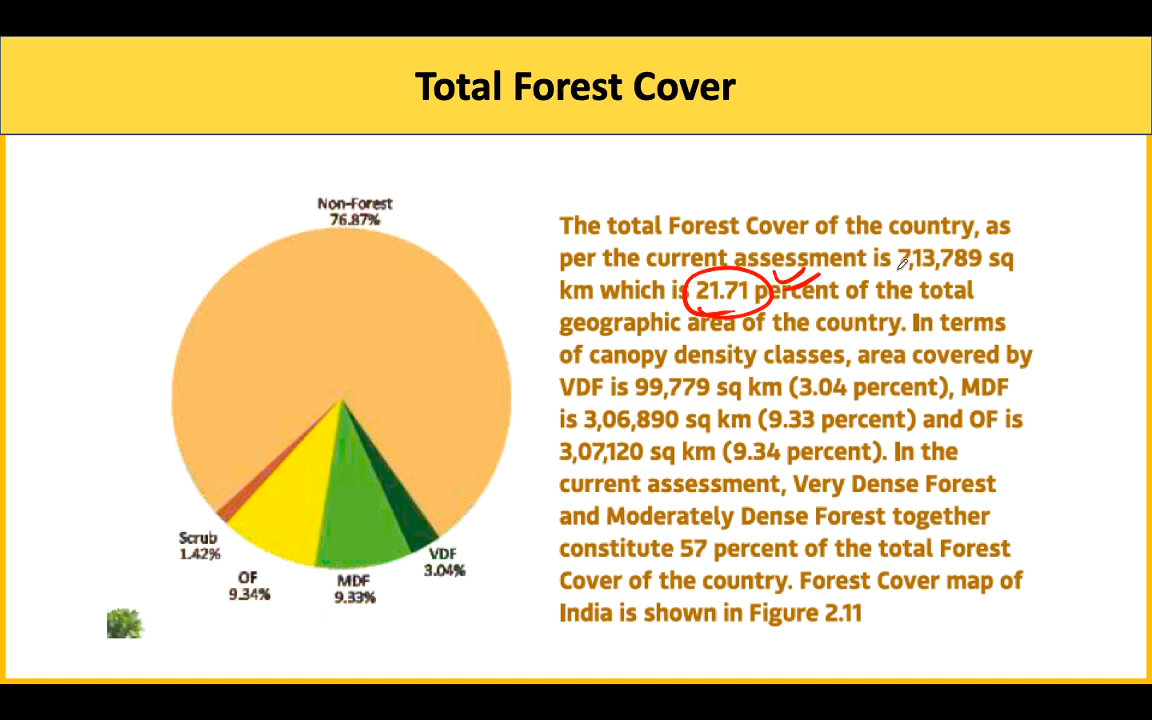 Total Forest Cover
Non-Forest
76.87%
Scrub
1.42%
OF
9.34%
MDF
9.33%
VDF
3.04%
The total Forest Cover of the country, as
per the current assessment is 7,13,789 sq
km which is 21.71 percent of the total
geographic area of the country. In terms
of canopy density classes, area covered by
VDF is 99,779 sq km (3.04 percent), MDF
is 3,06,890 sq km (9.33 percent) and OF is
3,07,120 sq km (9.34 percent). In the
current assessment, Very Dense Forest
and Moderately Dense Forest together
constitute 57 percent of the total Forest
Cover of the country. Forest Cover map of
India is shown in Figure 2.11